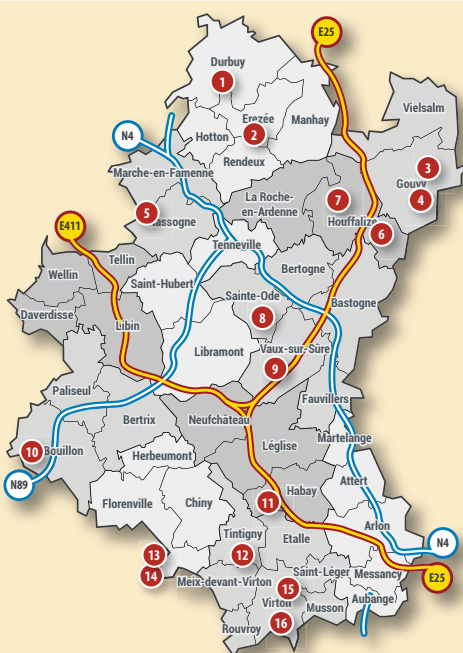 E25
Durbuy
1
Vielsalm
Erezée
2
Manhay
N4
Hotton
Rendeux
3
Marche-en-Famenne
Gouvy
4
La Roche-
en-Ardenne
7
5
Nassogne
Houffalize
6
E411
Tenneville
Tellin
Wellin
Bertogne
Saint-Hubert
Sainte-Ode
Bastogne
Daverdisse
8
Libin
Libramont
Vaux-sur-Sûre
9
Paliseul
Fauvillers
Bertrix
Neufchâteau
Martelange
Léglise
10
Bouillon
Herbeumont
Attert
N89
Habay
Florenville
Chiny
11
Arlon
Tintigny
Etalle
N4
13
12
14
Meix-devant-Virton
Saint-Léger
Messancy
E25
15
Virton
Musson
Aubange
16
Rouvroy